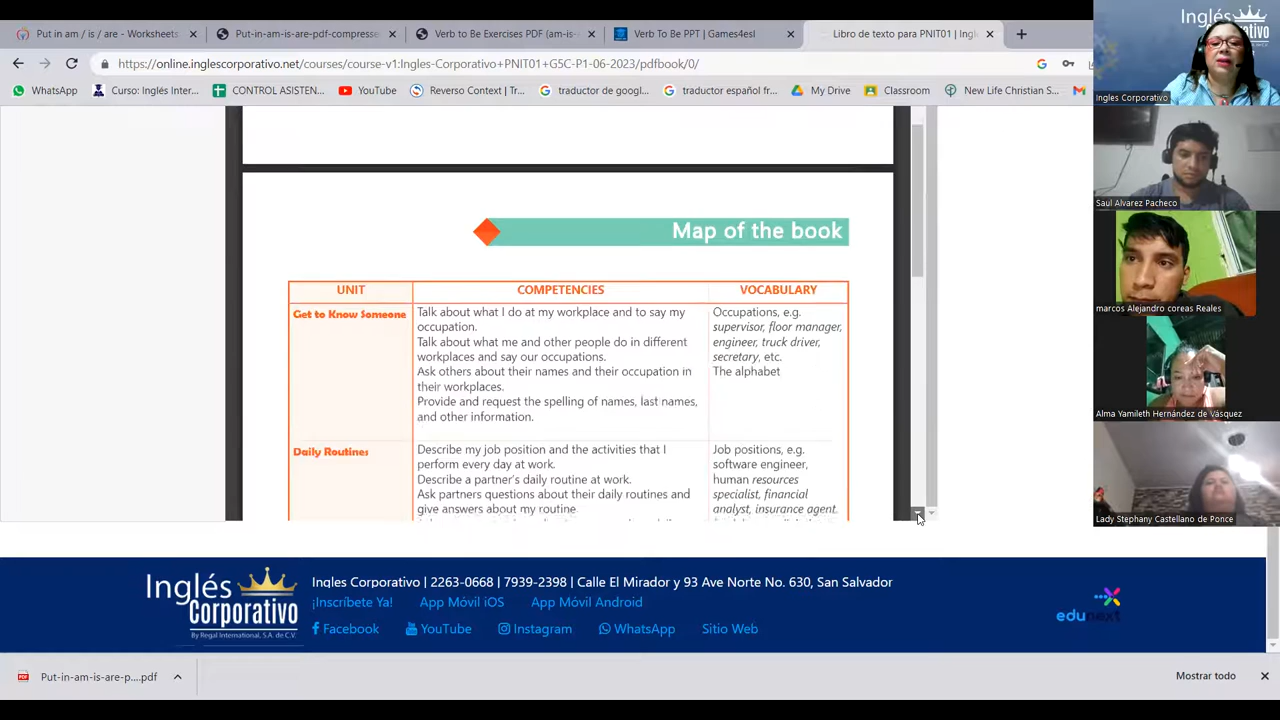 Put in am / is / are - Worksheets
Put-in-am-is-are-pdf-compresse
Verb to Be Exercises PDF (am-is-
Verb To Be PPT | Games4esl
Libro de texto para PNIT01 | Ingl
https://online.inglescorporativo.net/courses/course-v1:Ingles-Corporativo+PNIT01+G5C-P1-06-2023/pdfbook/0/
WhatsApp
Curso: Inglés Inter...
CONTROL ASISTEN...
YouTube
Reverso Context | Tr...
traductor de googl...
traductor español fr...
My Drive
Classroom
New Life Christian S...
Map of the book
UNIT
COMPETENCIES
VOCABULARY
Get to Know Someone
Talk about what I do at my workplace and to say my
occupation.
Talk about what me and other people do in different
workplaces and say our occupations.
Ask others about their names and their occupation in
their workplaces.
Provide and request the spelling of names, last names,
and other information.
Occupations, e.g.
supervisor, floor manager,
engineer, truck driver,
secretary, etc.
The alphabet
Daily Routines
Describe my job position and the activities that I
perform every day at work.
Describe a partner's daily routine at work.
Ask partners questions about their daily routines and
give answers about my routine
Job positions, e.g.
software engineer,
human resources
specialist, financial
analyst, insurance agent.
Inglés
Ingles Corporativo
Saul Alvarez Pacheco
marcos Alejandro coreas Reales
Alma Yamileth Hernández de Vásquez
Lady Stephany Castellano de Ponce
Inglés
Corporativo
By Regal International, S.A. de C.V.
Ingles Corporativo | 2263-0668 | 7939-2398 | Calle El Mirador y 93 Ave Norte No. 630, San Salvador
¡Inscríbete Ya!
App Móvil iOS
App Móvil Android
Facebook
YouTube
Instagram
WhatsApp
Sitio Web
edunext
Put-in-am-is-are-p....pdf
Mostrar todo